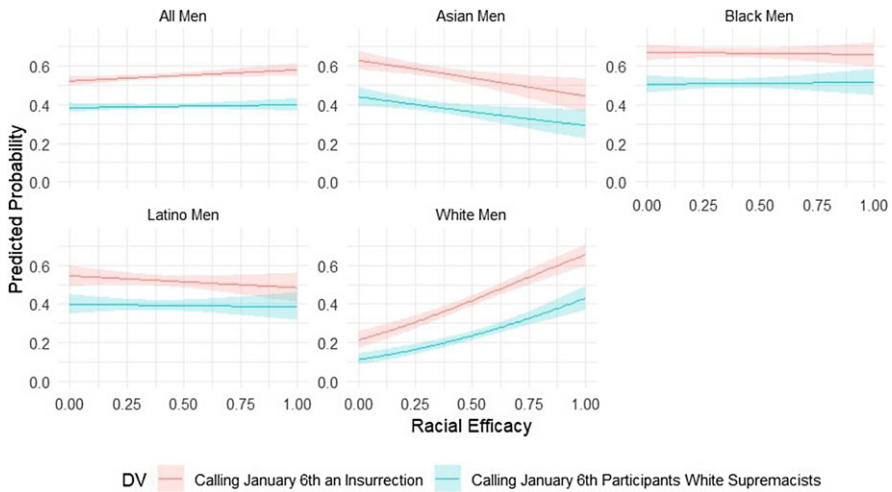 All Men Asian Men Black Men
0.6
0.4
0.2
0.0
0.6
0.4
0.2
0.0
0.6
0.4
0.2
0.0
0.00 0.25 0.50 0.75 1.00
Predicted Probability
Latino Men White Men
0.6
0.4
0.2
0.0
0.6
0.4
0.2
0.0
0.00 0.25 0.50 0.75 1.00
0.00 0.25 0.50 0.75 1.00
Racial Efficacy
DV Calling January 6th an Insurrection Calling January 6th Participants White Supremacists